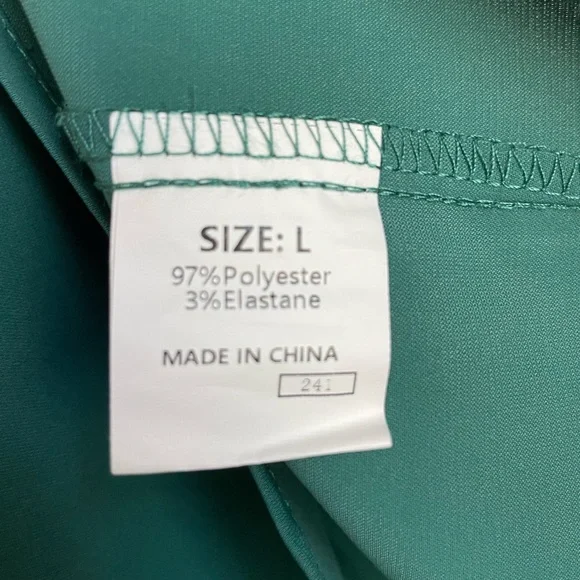 SIZE: L
97%Polyester
3%Elastane
MADE IN CHINA
241